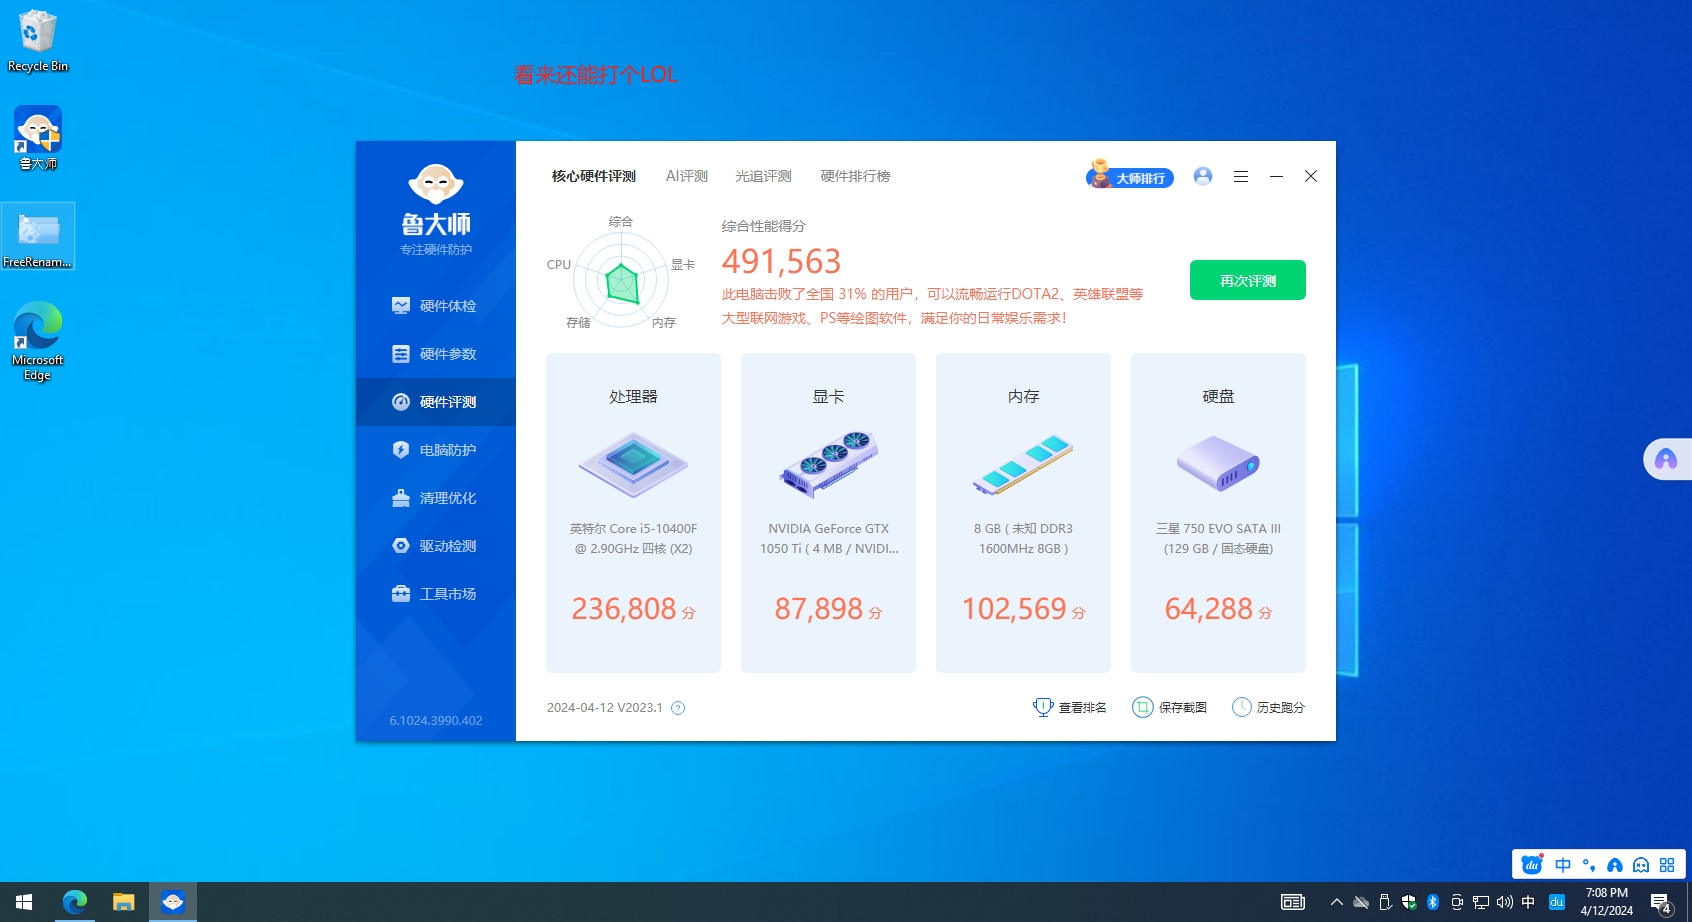 Recycle Bin
鲁大师
FreeRenam...
Microsoft
Edge
看来还能打个LOL
鲁大师
专注硬件防护
硬件体检
硬件参数
硬件评测
电脑防护
清理优化
驱动检测
工具市场
6.1024.3990.402
核心硬件评测 AI评测 光追评测 硬件排行榜 大师排行
综合
CPU 显卡
存储 内存
综合性能得分
491,563
此电脑击败了全国 31% 的用户，可以流畅运行DOTA2、英雄联盟等
大型联网游戏、PS等绘图软件，满足你的日常娱乐需求！
再次评测
处理器
英特尔 Core i5-10400F
@ 2.90GHz 四核 (X2)
236,808 分
显卡
NVIDIA GeForce GTX
1050 Ti ( 4 MB / NVIDI...
87,898 分
内存
8 GB ( 未知 DDR3
1600MHz 8GB )
102,569 分
硬盘
三星 750 EVO SATA III
(129 GB / 固态硬盘)
64,288 分
2024-04-12 V2023.1 ?
查看排名 保存截图 历史跑分
du 中
中 du 7:08 PM
4/12/2024 4